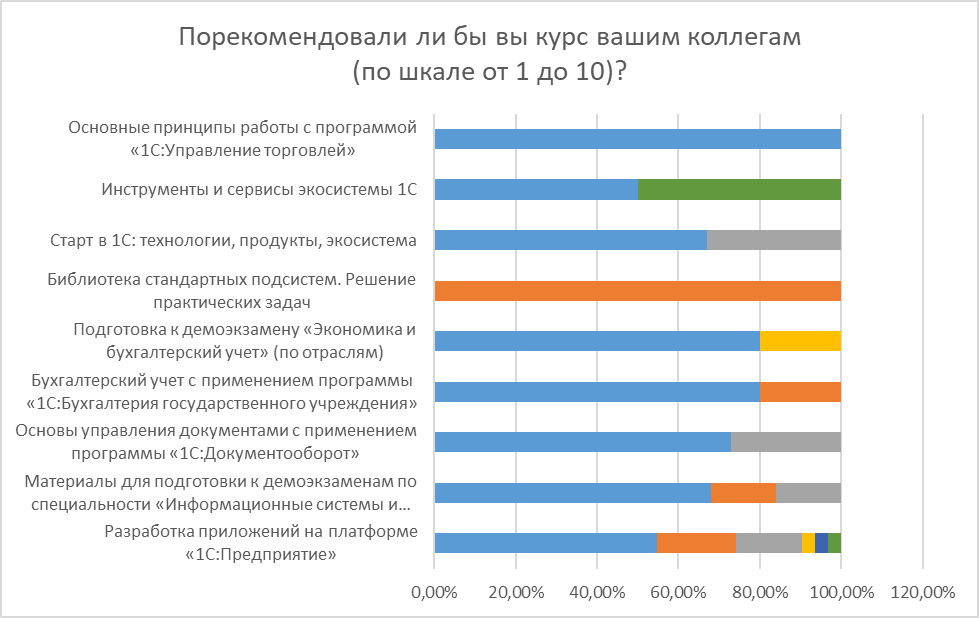 Порекомендовали ли бы вы курс вашим коллегам
(по шкале от 1 до 10)?
Основные принципы работы с программой
«1С:Управление торговлей»
Инструменты и сервисы экосистемы 1С
Старт в 1С: технологии, продукты, экосистема
Библиотека стандартных подсистем. Решение
практических задач
Подготовка к демоэкзамену «Экономика и
бухгалтерский учет» (по отраслям)
Бухгалтерский учет с применением программы
«1С:Бухгалтерия государственного учреждения»
Основы управления документами с применением
программы «1С:Документооборот»
Материалы для подготовки к демоэкзаменам по
специальности «Информационные системы и...
Разработка приложений на платформе
«1С:Предприятие»
0,00% 20,00% 40,00% 60,00% 80,00% 100,00% 120,00%